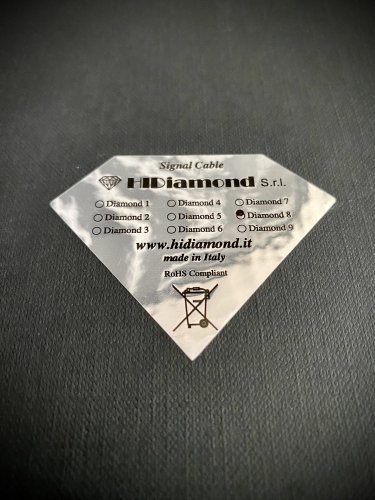 Signal Cable
HIDiamond S.r.l.
Diamond 1 Diamond 4 Diamond 7
Diamond 2 Diamond 5 Diamond 8
Diamond 3 Diamond 6 Diamond 9
www.hidiamond.it
made in Italy
RoHS Compliant